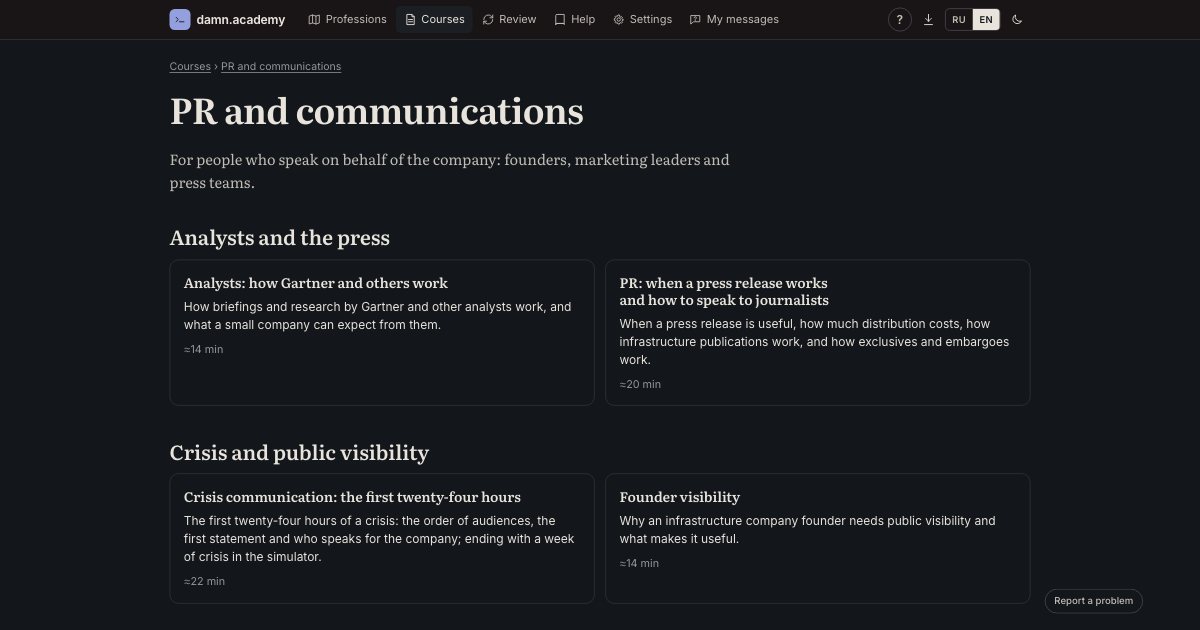 damn.academy
Professions
Courses
Review
Help
Settings
My messages
?
RU
EN
Courses › PR and communications
PR and communications
For people who speak on behalf of the company: founders, marketing leaders and
press teams.
Analysts and the press
Analysts: how Gartner and others work
How briefings and research by Gartner and other analysts work, and
what a small company can expect from them.
≈14 min
PR: when a press release works
and how to speak to journalists
When a press release is useful, how much distribution costs, how
infrastructure publications work, and how exclusives and embargoes
work.
≈20 min
Crisis and public visibility
Crisis communication: the first twenty-four hours
The first twenty-four hours of a crisis: the order of audiences, the
first statement and who speaks for the company; ending with a week
of crisis in the simulator.
≈22 min
Founder visibility
Why an infrastructure company founder needs public visibility and
what makes it useful.
≈14 min
Report a problem